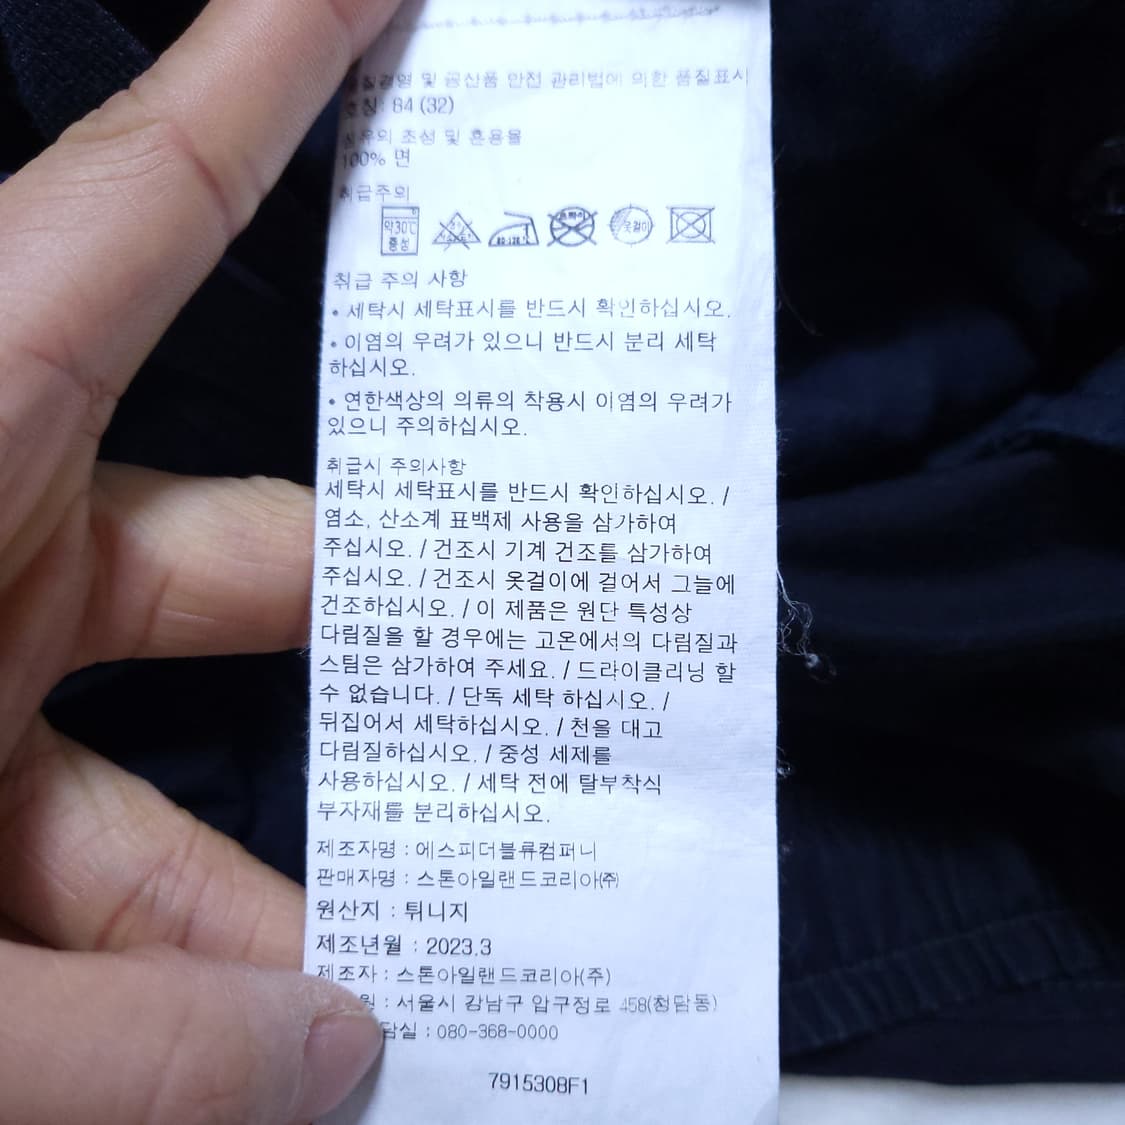 질경영 및 공산품 안전 관리법에 의한 품질표시
호칭: 84 (32)
섬유의 조성 및 혼용율
100% 면
취급주의
약30℃
중성
80-120℃
옷걸이
취급 주의 사항
• 세탁시 세탁표시를 반드시 확인하십시오.
• 이염의 우려가 있으니 반드시 분리 세탁
하십시오.
• 연한색상의 의류의 착용시 이염의 우려가
있으니 주의하십시오.
취급시 주의사항
세탁시 세탁표시를 반드시 확인하십시오. /
염소, 산소계 표백제 사용을 삼가하여
주십시오. / 건조시 기계 건조를 삼가하여
주십시오. / 건조시 옷걸이에 걸어서 그늘에
건조하십시오. / 이 제품은 원단 특성상
다림질을 할 경우에는 고온에서의 다림질과
스팀은 삼가하여 주세요. / 드라이클리닝 할
수 없습니다. / 단독 세탁 하십시오. /
뒤집어서 세탁하십시오. / 천을 대고
다림질하십시오. / 중성 세제를
사용하십시오. / 세탁 전에 탈부착식
부자재를 분리하십시오.
제조자명 : 에스피더블류컴퍼니
판매자명 : 스톤아일랜드코리아㈜
원산지 : 튀니지
제조년월 : 2023.3
제조자 : 스톤아일랜드코리아(주)
원 : 서울시 강남구 압구정로 458(청담동)
담실 : 080-368-0000
7915308F1